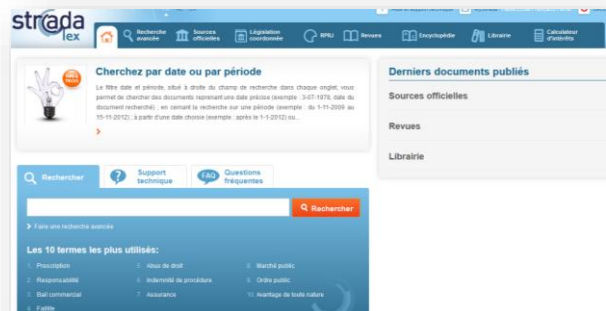 stradalex
Recherche avancée
Sources officielles
Législation coordonnée
RPRU
Revues
Encyclopédie
Librairie
Calculateur d'intérêts
Cherchez par date ou par période
Le filtre date et période, situé à droite du champ de recherche dans chaque onglet, vous
permet de chercher des documents reprenant une date précise (exemple : 3-07-1978, date du
document recherché) , en cernant la recherche sur une période (exemple : du 1-11-2009 au
15-11-2012) , à partir d'une date choisie (exemple : après le 1-1-2012) ou...
Derniers documents publiés
Sources officielles
Revues
Librairie
Rechercher
Support technique
FAQ
Questions fréquentes
Rechercher
Faire une recherche avancée
Les 10 termes les plus utilisés:
1. Prescription
5. Abus de droit
8. Marché public
2. Responsabilité
6. Indemnité de procédure
9. Ordre public
3. Bail commercial
7. Assurance
10. Avantage de toute nature
4. Faillite